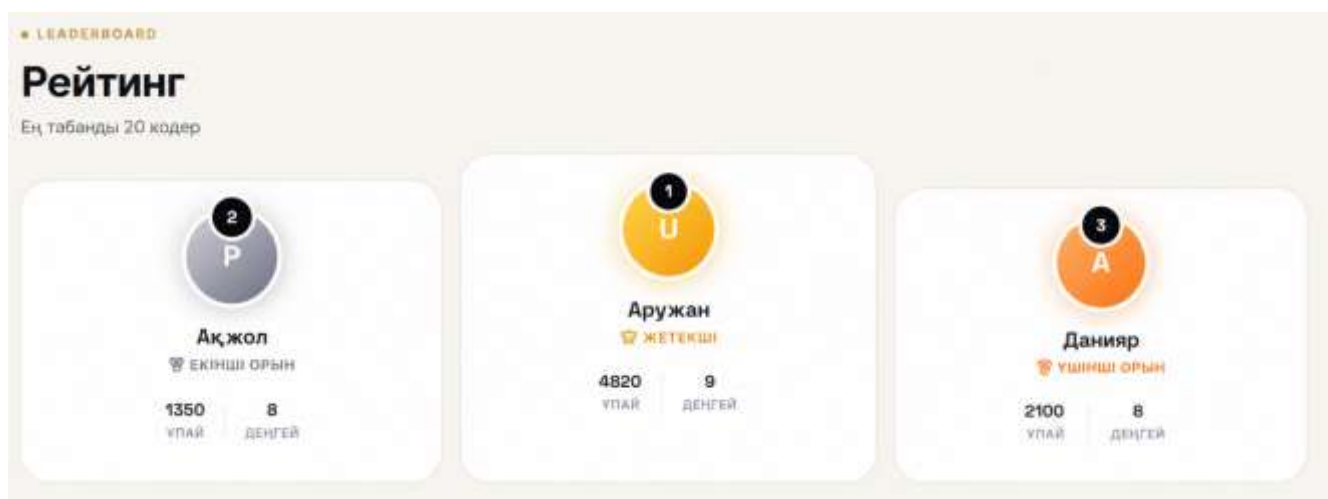 LEADERBOARD
Рейтинг
Ең табанды 20 кодер
2
P
Ақжол
ЕКІНШІ ОРЫН
1350 8
ҰПАЙ ДЕҢГЕЙ
1
U
Аружан
ЖЕТЕКШІ
4820 9
ҰПАЙ ДЕҢГЕЙ
3
A
Данияр
ҮШІНШІ ОРЫН
2100 8
ҰПАЙ ДЕҢГЕЙ